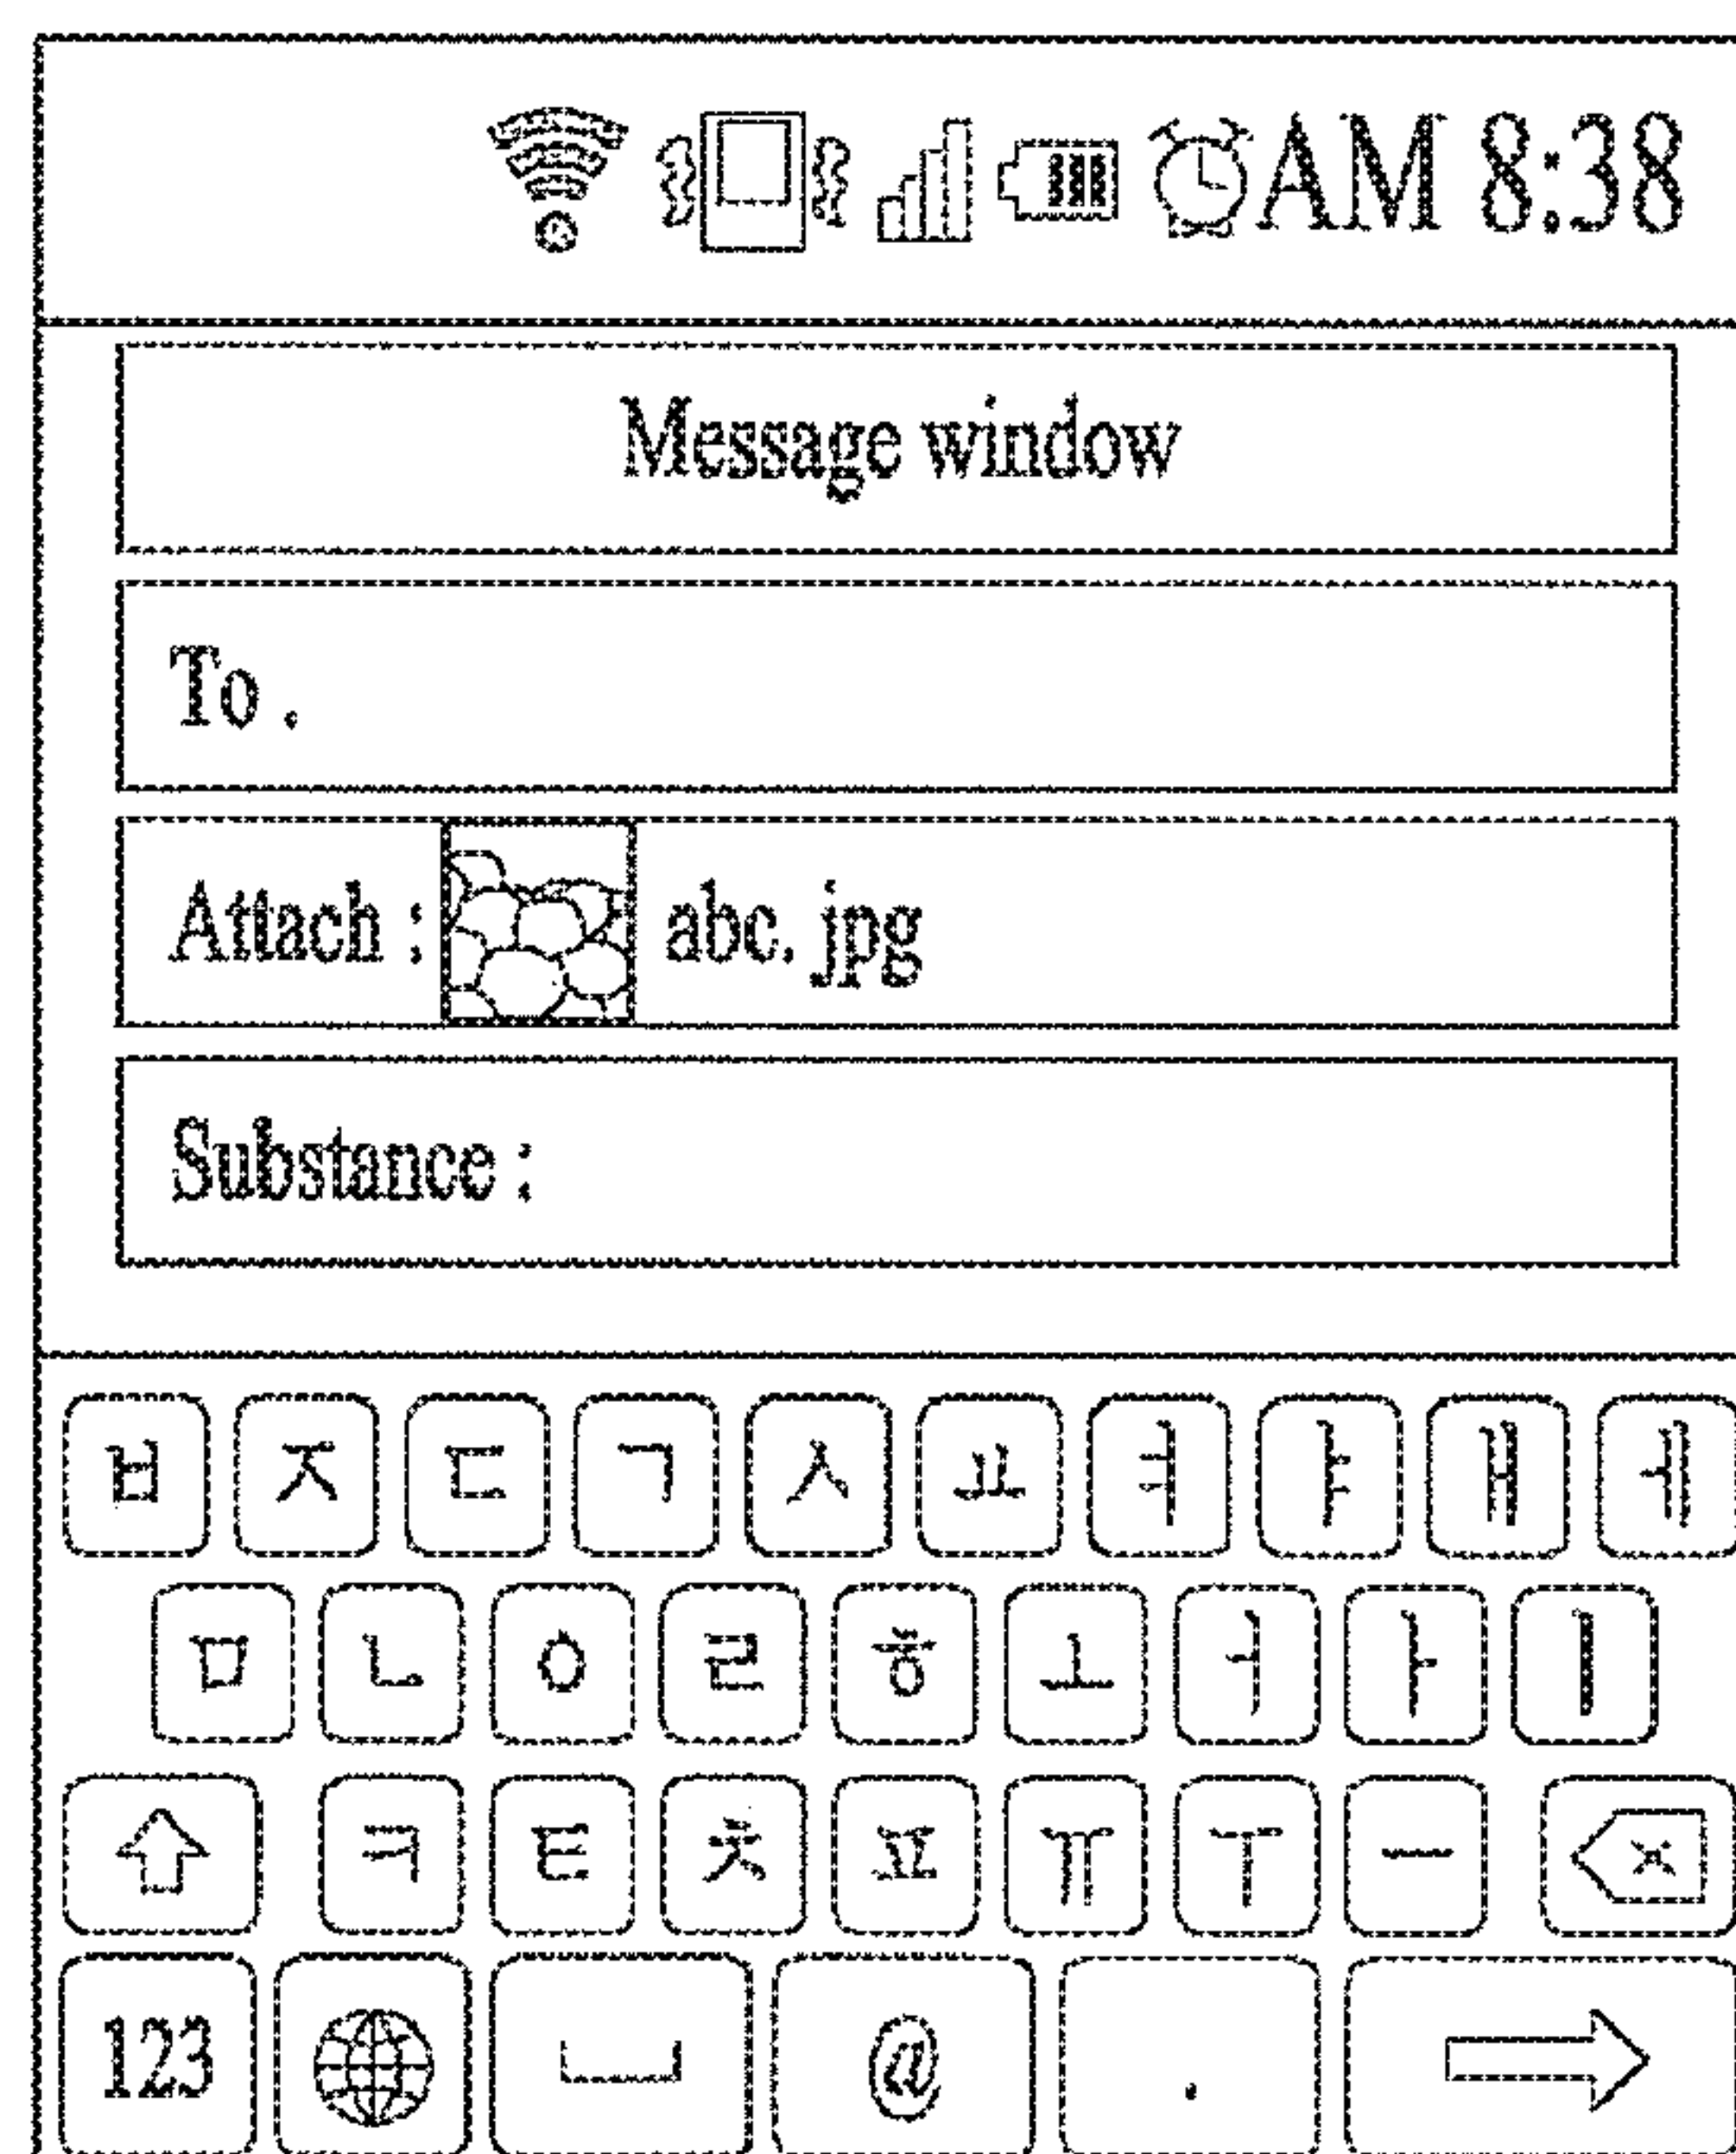 AM 8:38
Message window
To .
Attach : abc. jpg
Substance :
ㅂ ㅈ ㄷ ㄱ ㅅ ㅛ ㅕ ㅑ ㅐ ㅔ
ㅁ ㄴ ㅇ ㄹ ㅎ ㅗ ㅓ ㅏ ㅣ
ㅋ ㅌ ㅊ ㅍ ㅠ ㅜ ㅡ
123 @ .